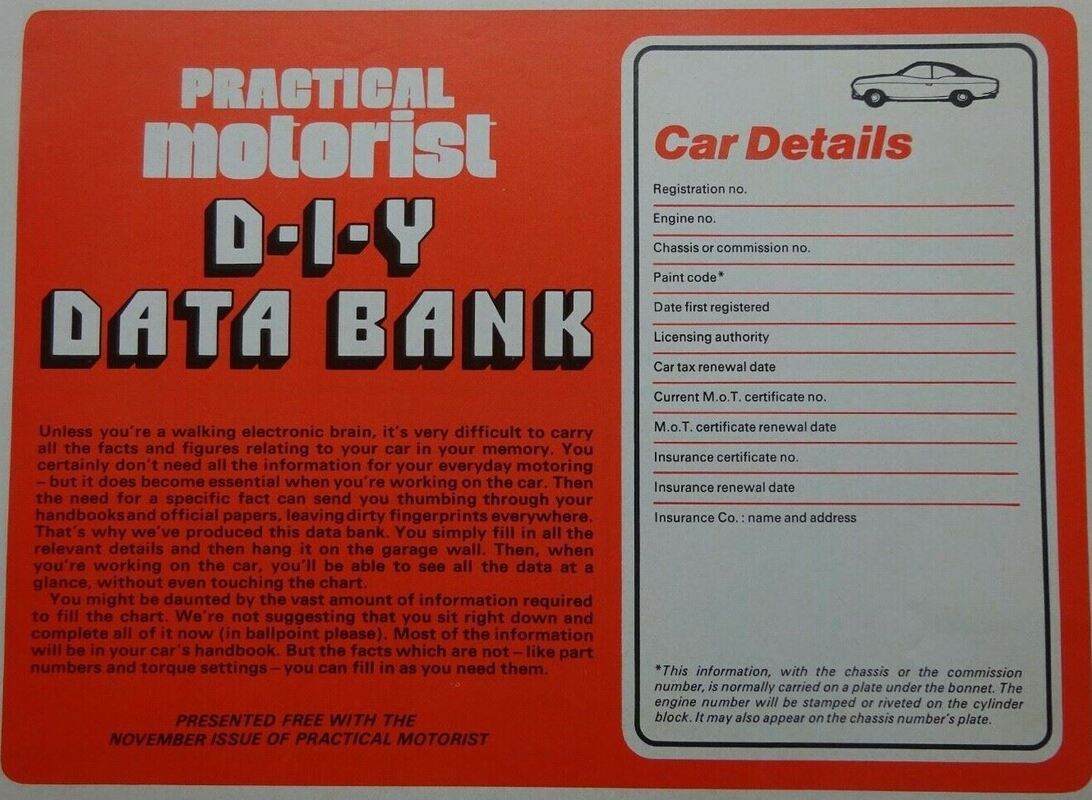 PRACTICAL
motorist
D·I·Y
DATA BANK
Unless you're a walking electronic brain, it's very difficult to carry
all the facts and figures relating to your car in your memory. You
certainly don't need all the information for your everyday motoring
– but it does become essential when you're working on the car. Then
the need for a specific fact can send you thumbing through your
handbooks and official papers, leaving dirty fingerprints everywhere.
That's why we've produced this data bank. You simply fill in all the
relevant details and then hang it on the garage wall. Then, when
you're working on the car, you'll be able to see all the data at a
glance, without even touching the chart.
You might be daunted by the vast amount of information required
to fill the chart. We're not suggesting that you sit right down and
complete all of it now (in ballpoint please). Most of the information
will be in your car's handbook. But the facts which are not – like part
numbers and torque settings – you can fill in as you need them.
PRESENTED FREE WITH THE
NOVEMBER ISSUE OF PRACTICAL MOTORIST
Car Details
Registration no.
Engine no.
Chassis or commission no.
Paint code*
Date first registered
Licensing authority
Car tax renewal date
Current M.o.T. certificate no.
M.o.T. certificate renewal date
Insurance certificate no.
Insurance renewal date
Insurance Co. : name and address
*This information, with the chassis or the commission
number, is normally carried on a plate under the bonnet. The
engine number will be stamped or riveted on the cylinder
block. It may also appear on the chassis number's plate.